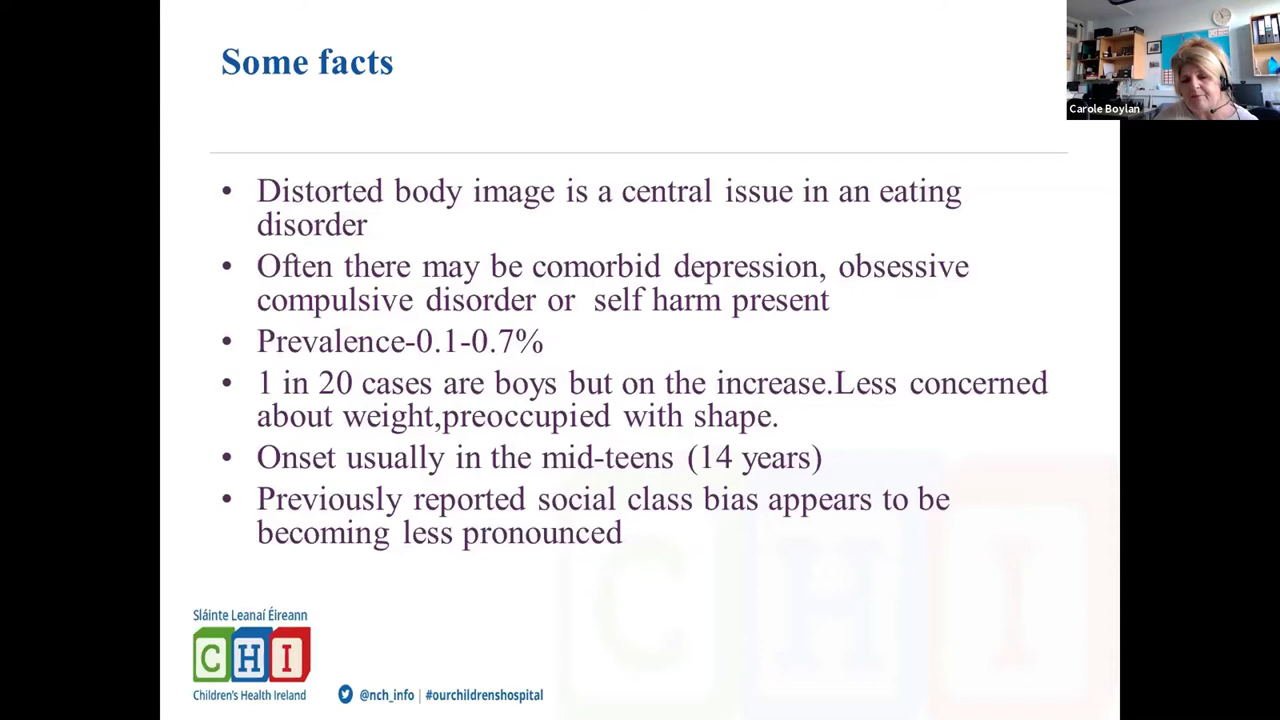 Some facts
Carole Boylan
• Distorted body image is a central issue in an eating
disorder
• Often there may be comorbid depression, obsessive
compulsive disorder or  self harm present
• Prevalence-0.1-0.7%
• 1 in 20 cases are boys but on the increase.Less concerned
about weight,preoccupied with shape.
• Onset usually in the mid-teens (14 years)
• Previously reported social class bias appears to be
becoming less pronounced
Sláinte Leanaí Éireann
CHI
Children's Health Ireland
@nch_info | #ourchildrenshospital